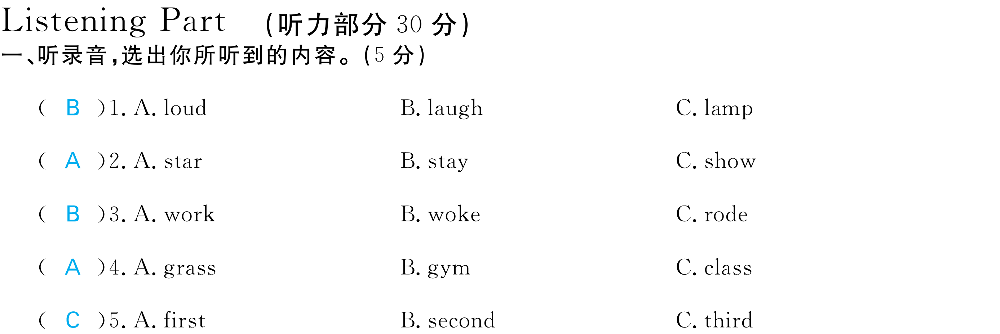 Listening Part (听力部分 30 分)
一、听录音,选出你所听到的内容。(5 分)
( B )1. A. loud B. laugh C. lamp
( A )2. A. star B. stay C. show
( B )3. A. work B. woke C. rode
( A )4. A. grass B. gym C. class
( C )5. A. first B. second C. third